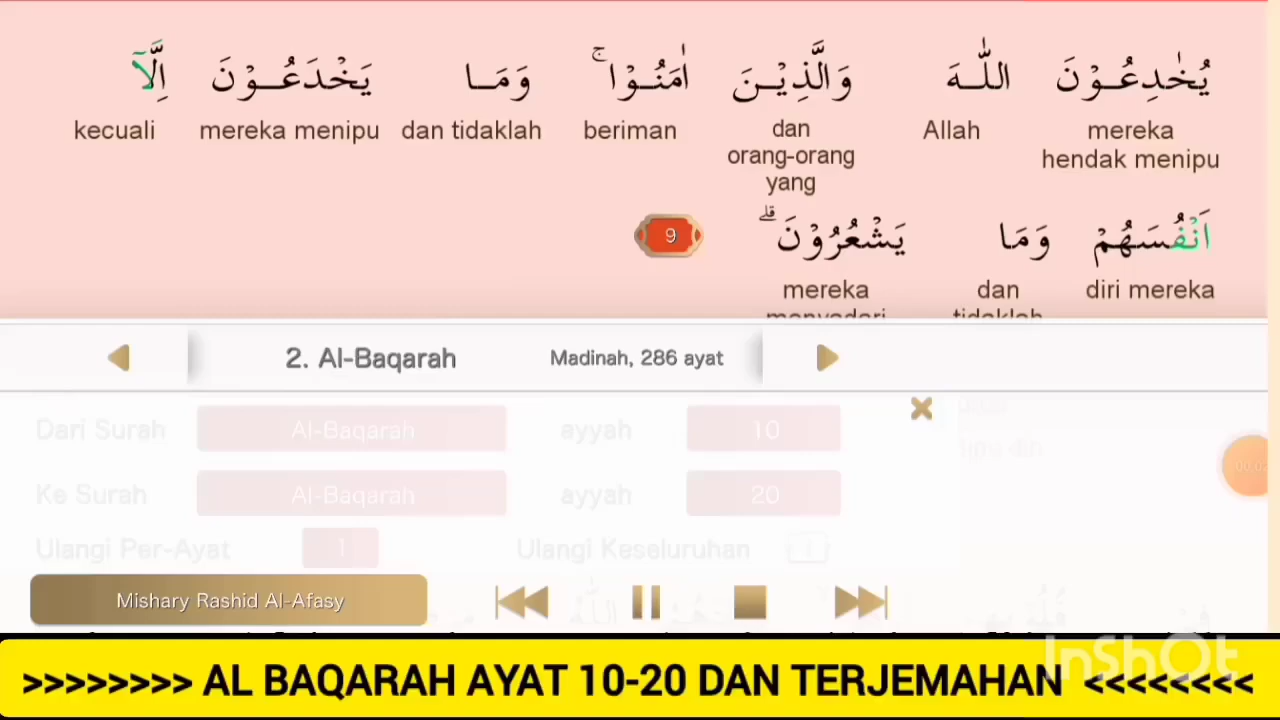 يُخٰدِعُوْنَ اللّٰهَ وَالَّذِيْنَ اٰمَنُوْا ۚ وَمَا يَخْدَعُوْنَ اِلَّآ
mereka hendak menipu Allah dan orang-orang yang beriman dan tidaklah mereka menipu kecuali
اَنْفُسَهُمْ وَمَا يَشْعُرُوْنَ ۗ 9
diri mereka dan tidaklah mereka menyadari
2. Al-Baqarah Madinah, 286 ayat
Dari Surah Al-Baqarah ayyah 10
Ke Surah Al-Baqarah ayyah 20
Ulangi Per-Ayat 1 Ulangi Keseluruhan
Mishary Rashid Al-Afasy
>>>>>>>> AL BAQARAH AYAT 10-20 DAN TERJEMAHAN <<<<<<<<
InShOt